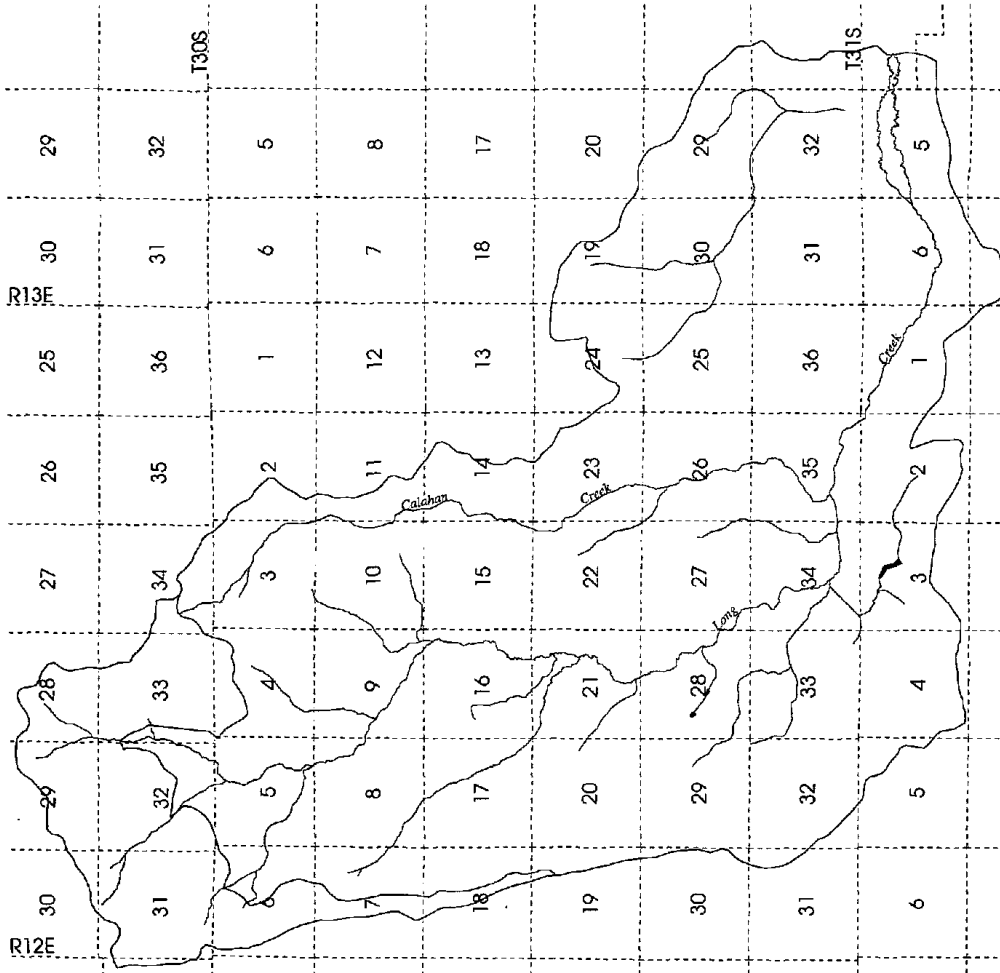 T30S T31S
29 32 5 8 17 20 29 32 5
30 31 6 7 18 19 30 31 6
R13E
25 36 1 12 13 24 25 36 1
Creek
26 35 2 11 14 23 26 35 2
Calahan Creek
27 34 3 10 15 22 27 34 3
Long
28 33 4 9 16 21 28 33 4
29 32 5 8 17 20 29 32 5
30 31 6 7 18 19 30 31 6
R12E